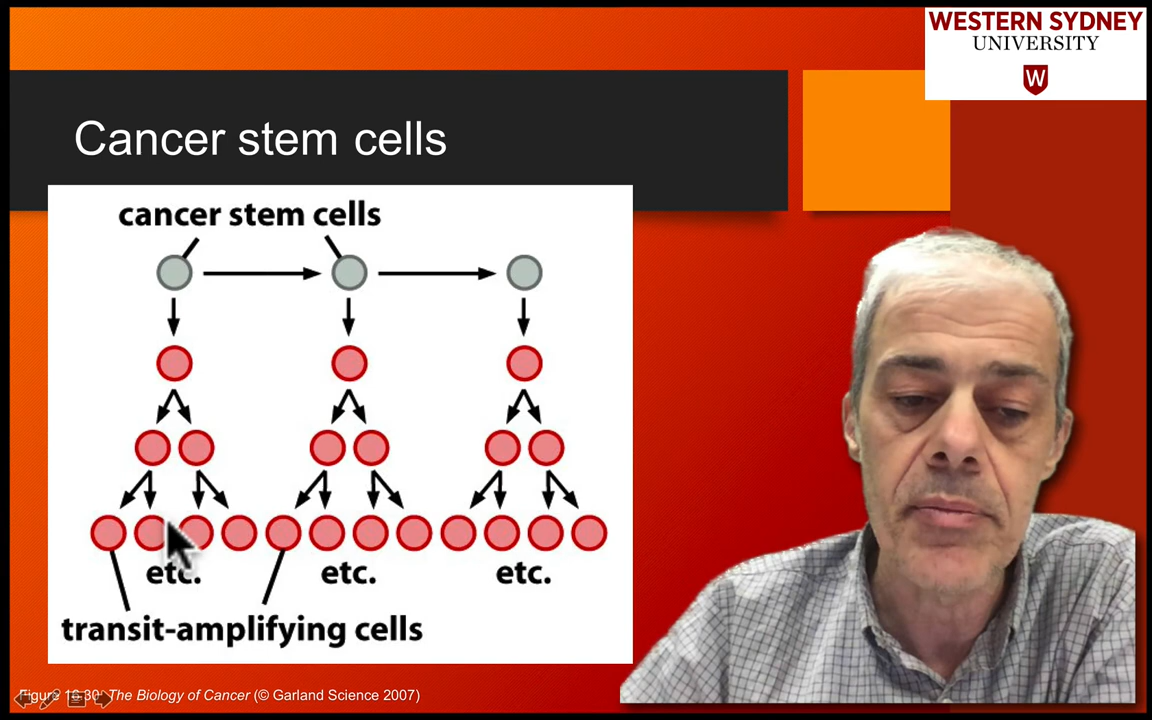 WESTERN SYDNEY
UNIVERSITY
W
Cancer stem cells
cancer stem cells
etc. etc. etc.
transit-amplifying cells
Figure The Biology of Cancer (© Garland Science 2007)